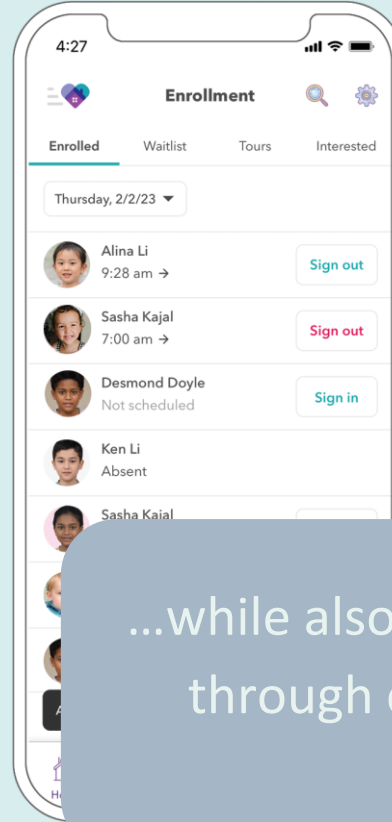 4:27
Enrollment
Enrolled Waitlist Tours Interested
Thursday, 2/2/23
Alina Li
9:28 am → Sign out
Sasha Kajal
7:00 am → Sign out
Desmond Doyle
Not scheduled Sign in
Ken Li
Absent
Sasha Kajal
...while also
through